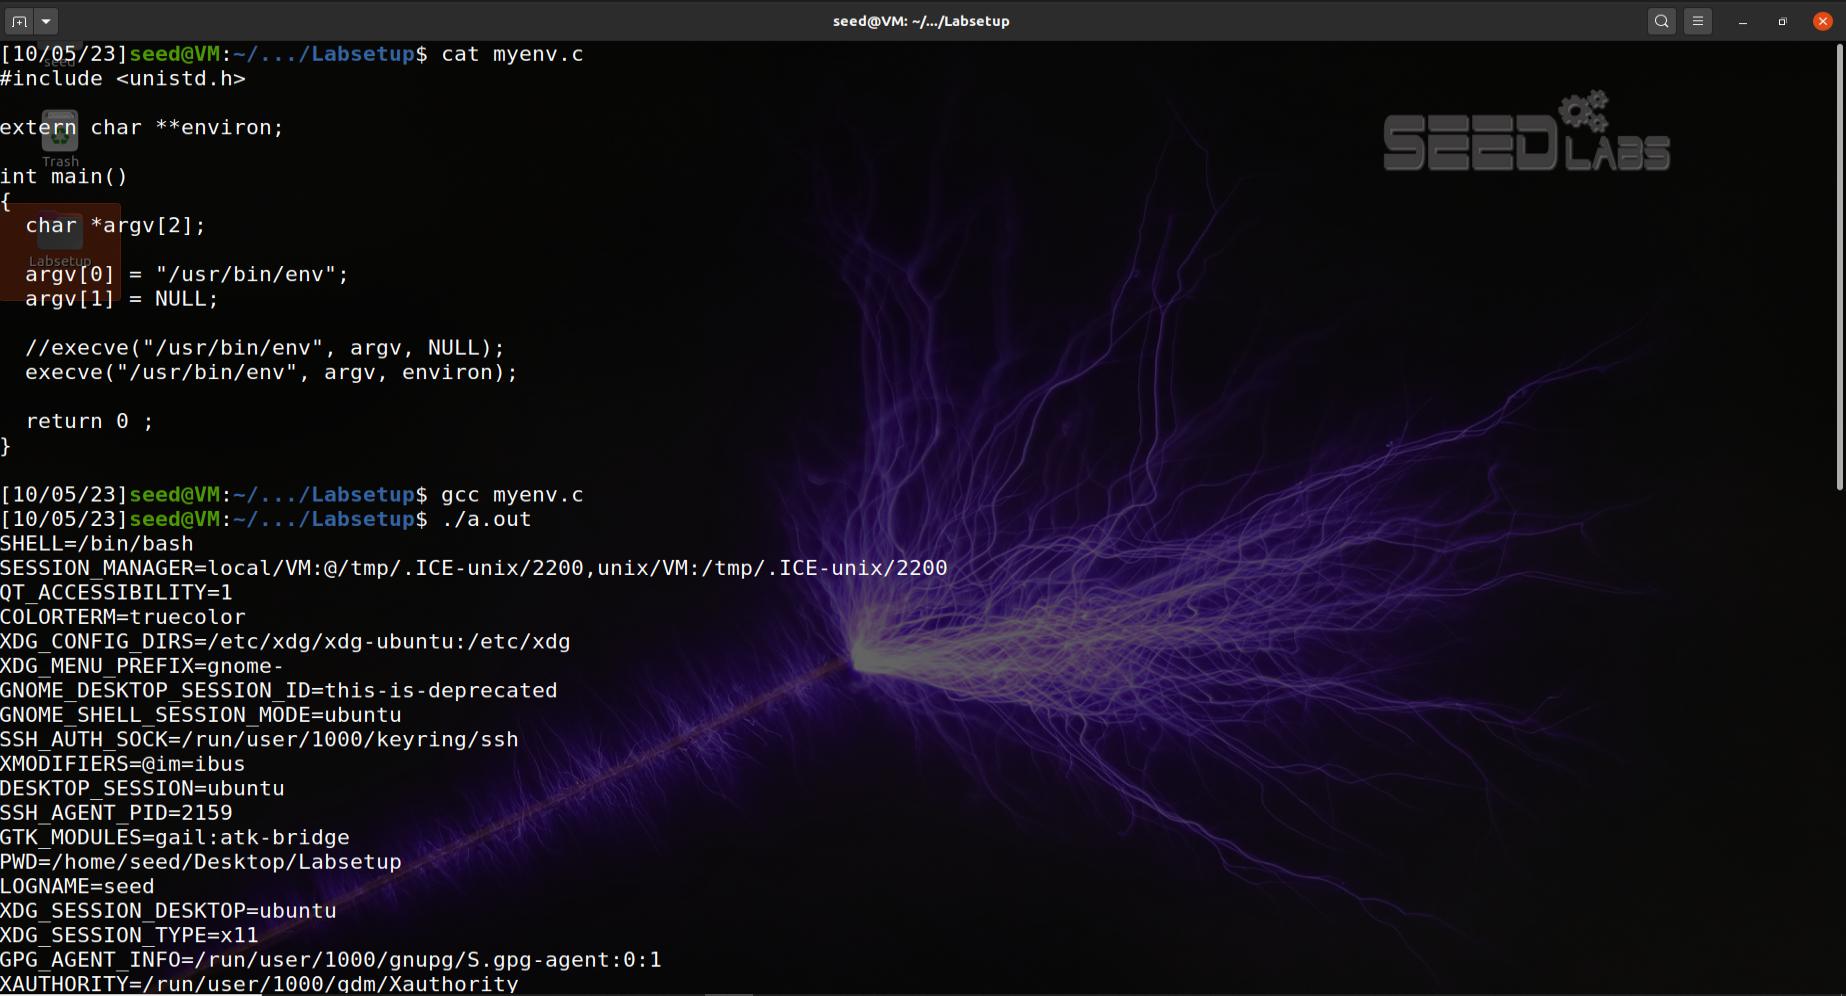 seed@VM: ~/.../Labsetup
[10/05/23]seed@VM:~/.../Labsetup$ cat myenv.c
seed
#include <unistd.h>
SEED LABS
extern char **environ;
Trash
int main()
{
  char *argv[2];
Labsetup
  argv[0] = "/usr/bin/env";
  argv[1] = NULL;
  //execve("/usr/bin/env", argv, NULL);
  execve("/usr/bin/env", argv, environ);
  return 0 ;
}
[10/05/23]seed@VM:~/.../Labsetup$ gcc myenv.c
[10/05/23]seed@VM:~/.../Labsetup$ ./a.out
SHELL=/bin/bash
SESSION_MANAGER=local/VM:@/tmp/.ICE-unix/2200,unix/VM:/tmp/.ICE-unix/2200
QT_ACCESSIBILITY=1
COLORTERM=truecolor
XDG_CONFIG_DIRS=/etc/xdg/xdg-ubuntu:/etc/xdg
XDG_MENU_PREFIX=gnome-
GNOME_DESKTOP_SESSION_ID=this-is-deprecated
GNOME_SHELL_SESSION_MODE=ubuntu
SSH_AUTH_SOCK=/run/user/1000/keyring/ssh
XMODIFIERS=@im=ibus
DESKTOP_SESSION=ubuntu
SSH_AGENT_PID=2159
GTK_MODULES=gail:atk-bridge
PWD=/home/seed/Desktop/Labsetup
LOGNAME=seed
XDG_SESSION_DESKTOP=ubuntu
XDG_SESSION_TYPE=x11
GPG_AGENT_INFO=/run/user/1000/gnupg/S.gpg-agent:0:1
XAUTHORITY=/run/user/1000/gdm/Xauthority